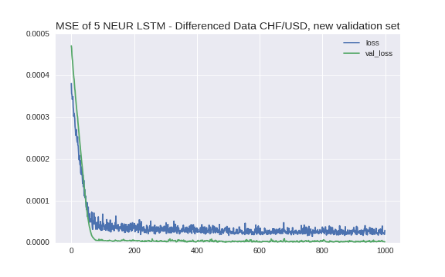 MSE of 5 NEUR LSTM - Differenced Data CHF/USD, new validation set
0.0005
0.0004
0.0003
0.0002
0.0001
0.0000
loss
val_loss
0 200 400 600 800 1000